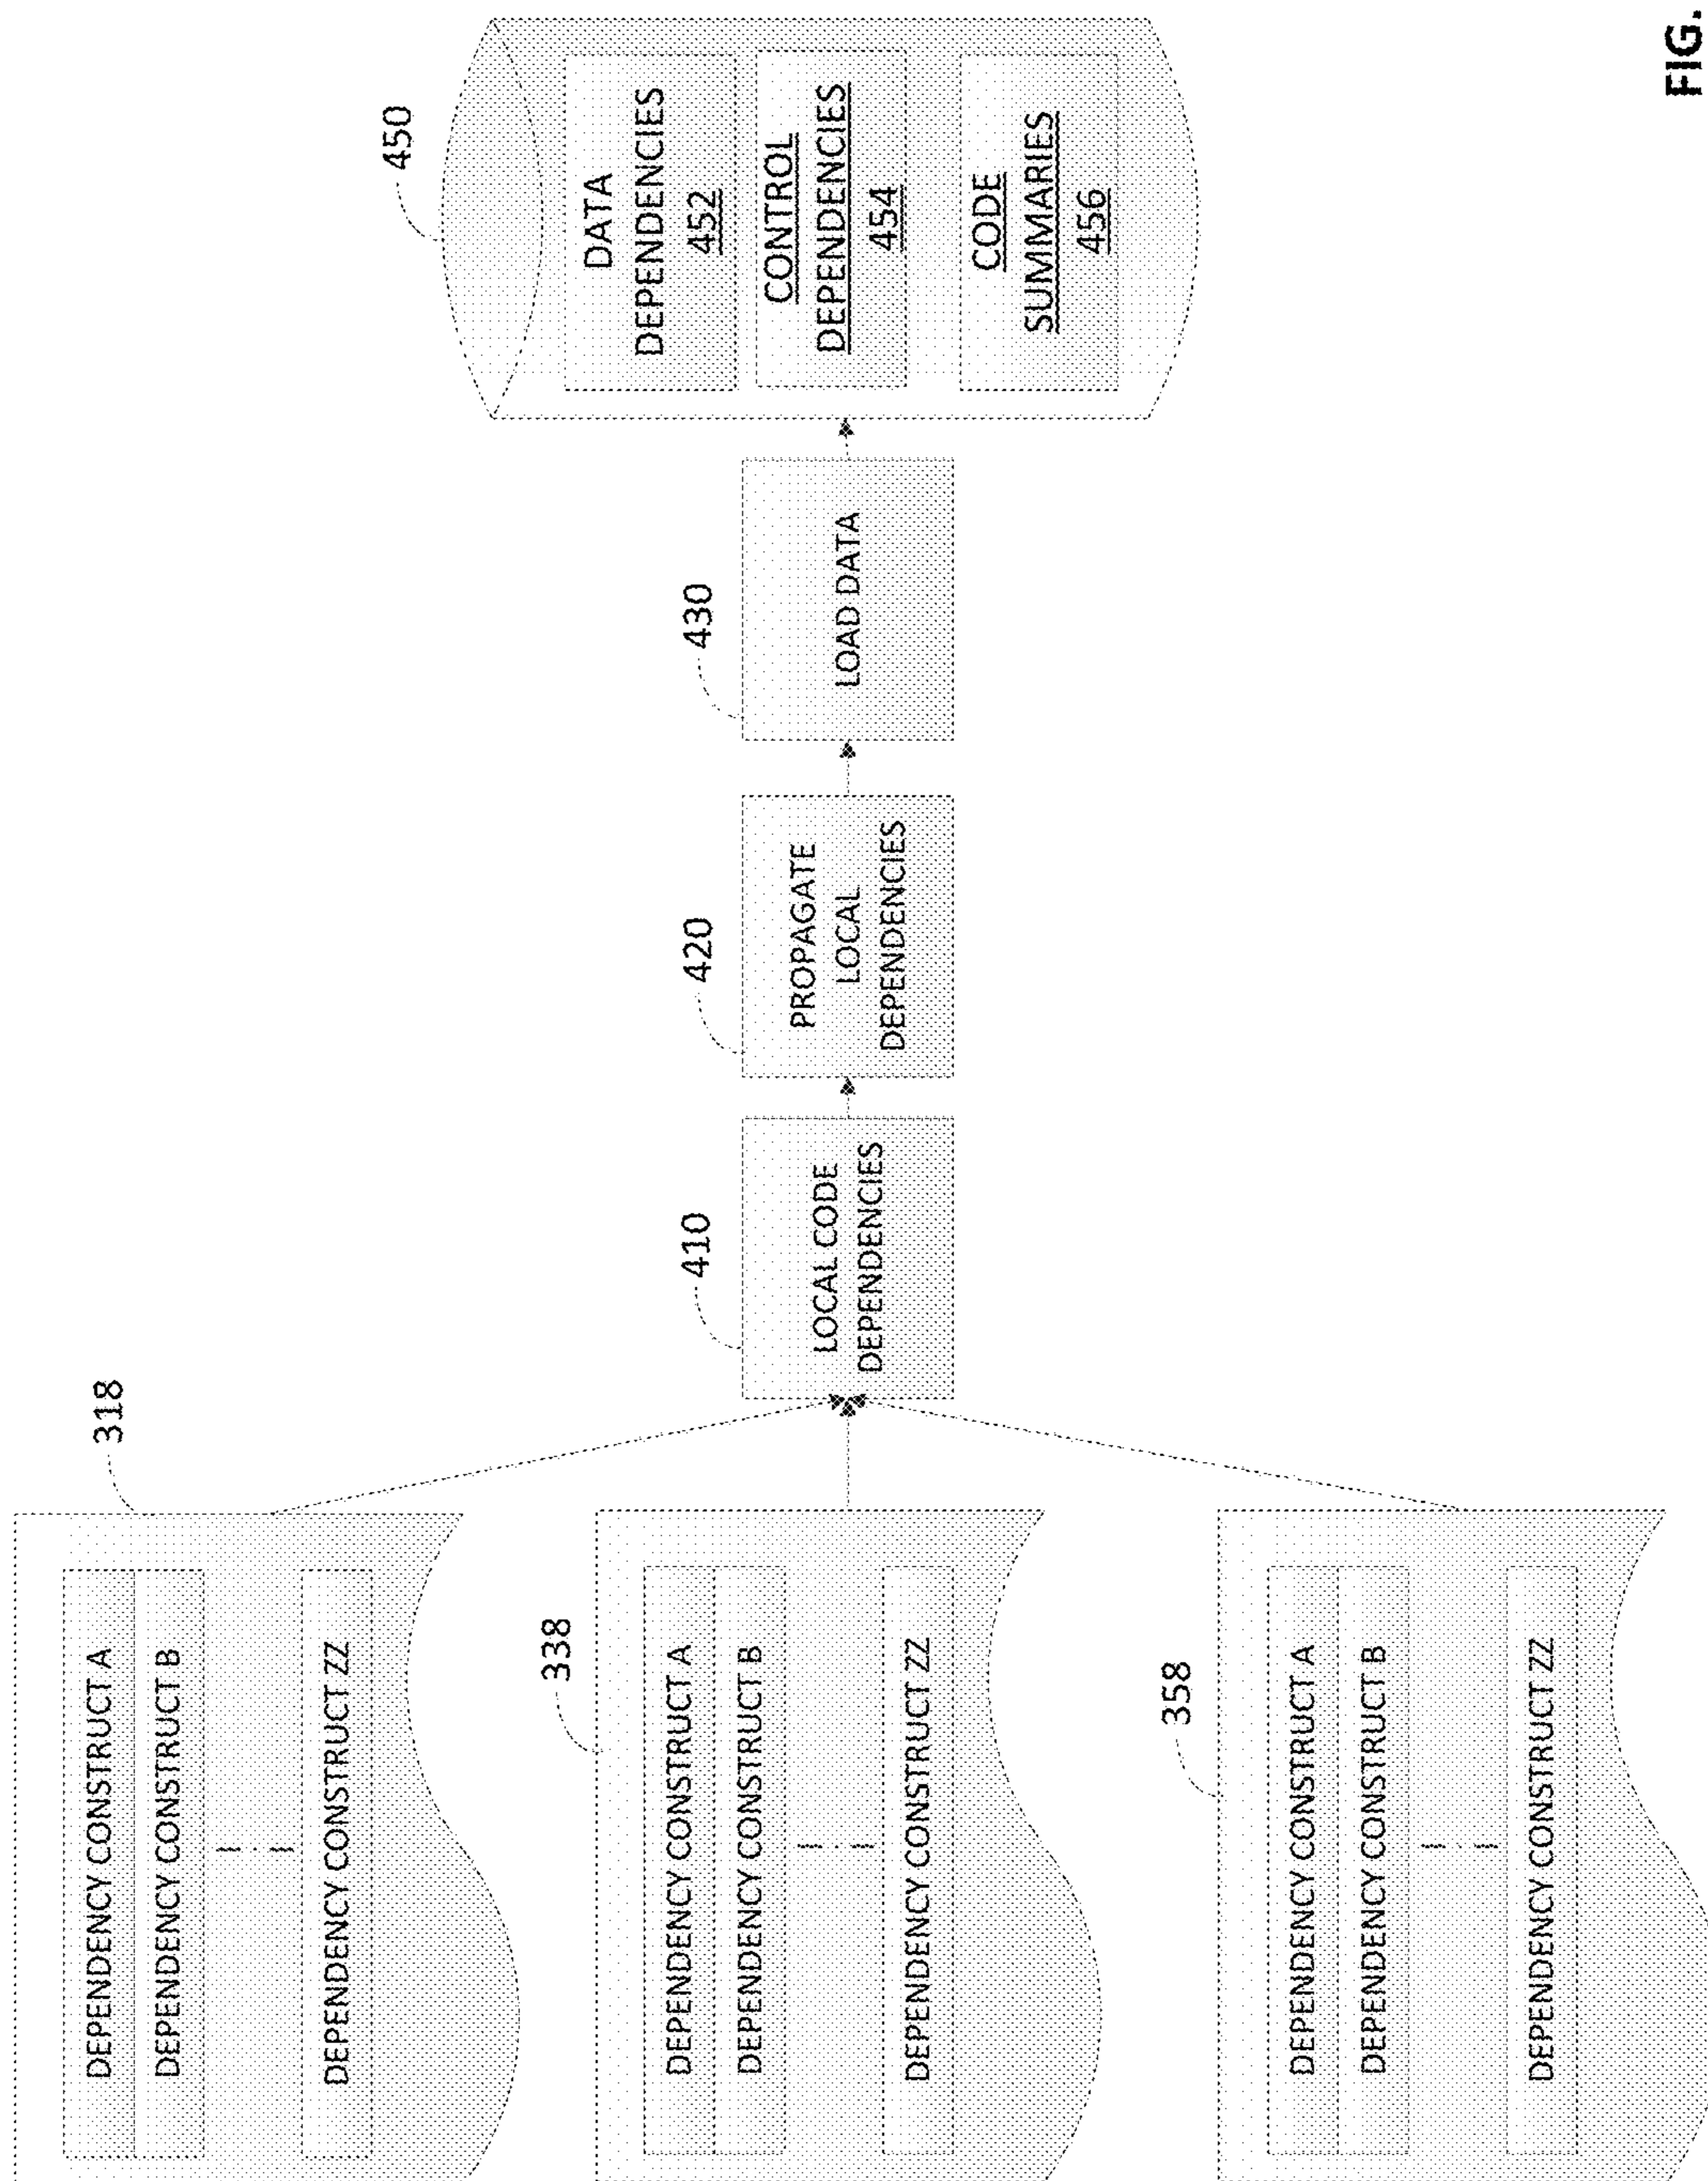 318
DEPENDENCY CONSTRUCT A
DEPENDENCY CONSTRUCT B
DEPENDENCY CONSTRUCT ZZ
338
DEPENDENCY CONSTRUCT A
DEPENDENCY CONSTRUCT B
DEPENDENCY CONSTRUCT ZZ
358
DEPENDENCY CONSTRUCT A
DEPENDENCY CONSTRUCT B
DEPENDENCY CONSTRUCT ZZ
410
LOCAL CODE
DEPENDENCIES
420
PROPAGATE
LOCAL
DEPENDENCIES
430
LOAD DATA
450
DATA
DEPENDENCIES
452
CONTROL
DEPENDENCIES
454
CODE
SUMMARIES
456
FIG.